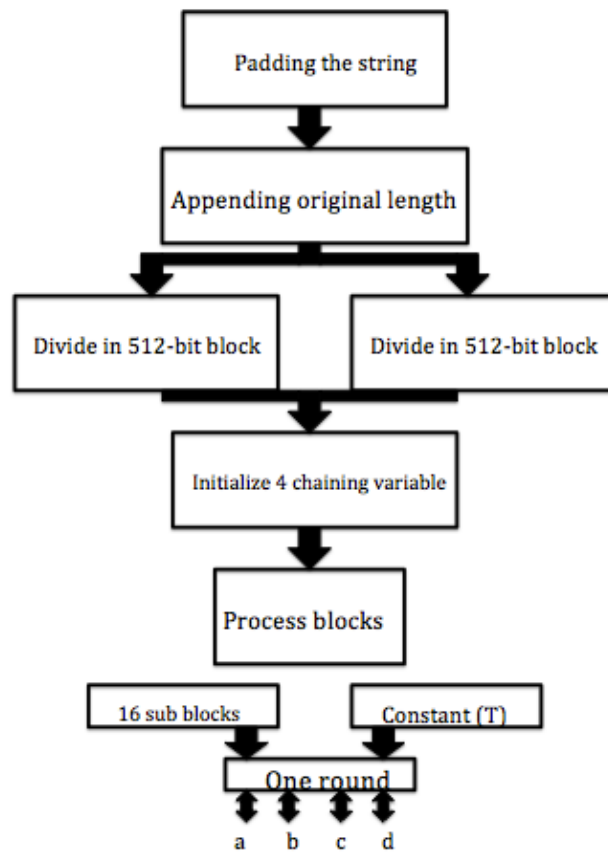 Padding the string
Appending original length
Divide in 512-bit block
Divide in 512-bit block
Initialize 4 chaining variable
Process blocks
16 sub blocks
Constant (T)
One round
a b c d